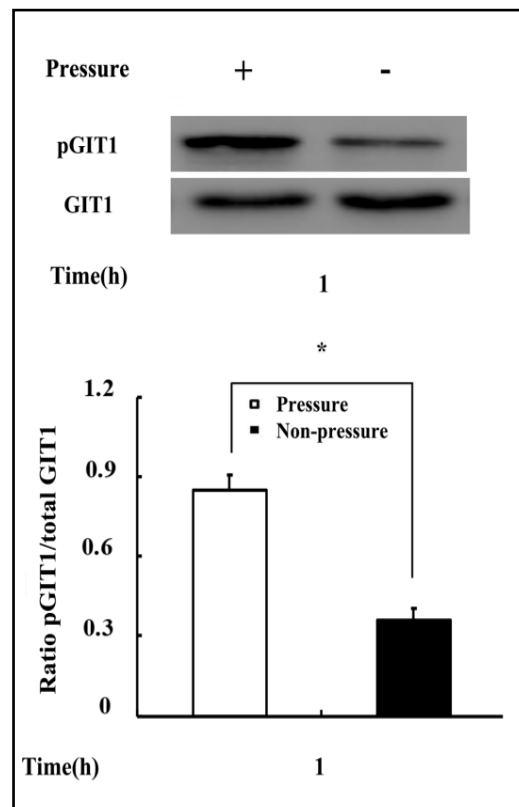 Pressure + -
pGIT1
GIT1
Time(h) 1
*
1.2
0.9
0.6
0.3
0
Ratio pGIT1/total GIT1
Pressure
Non-pressure
Time(h) 1